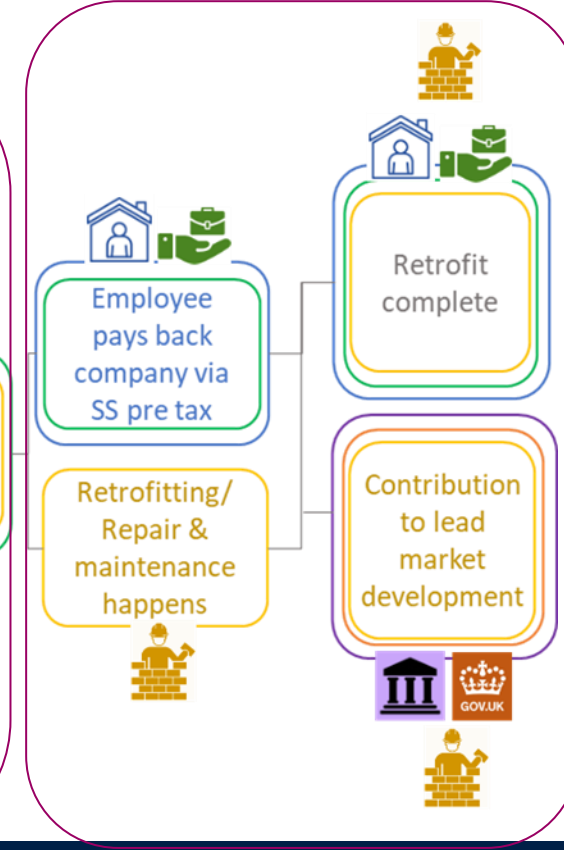 Employee
pays back
company via
SS pre tax
Retrofitting/
Repair &
maintenance
happens
Retrofit
complete
Contribution
to lead
market
development
GOV.UK